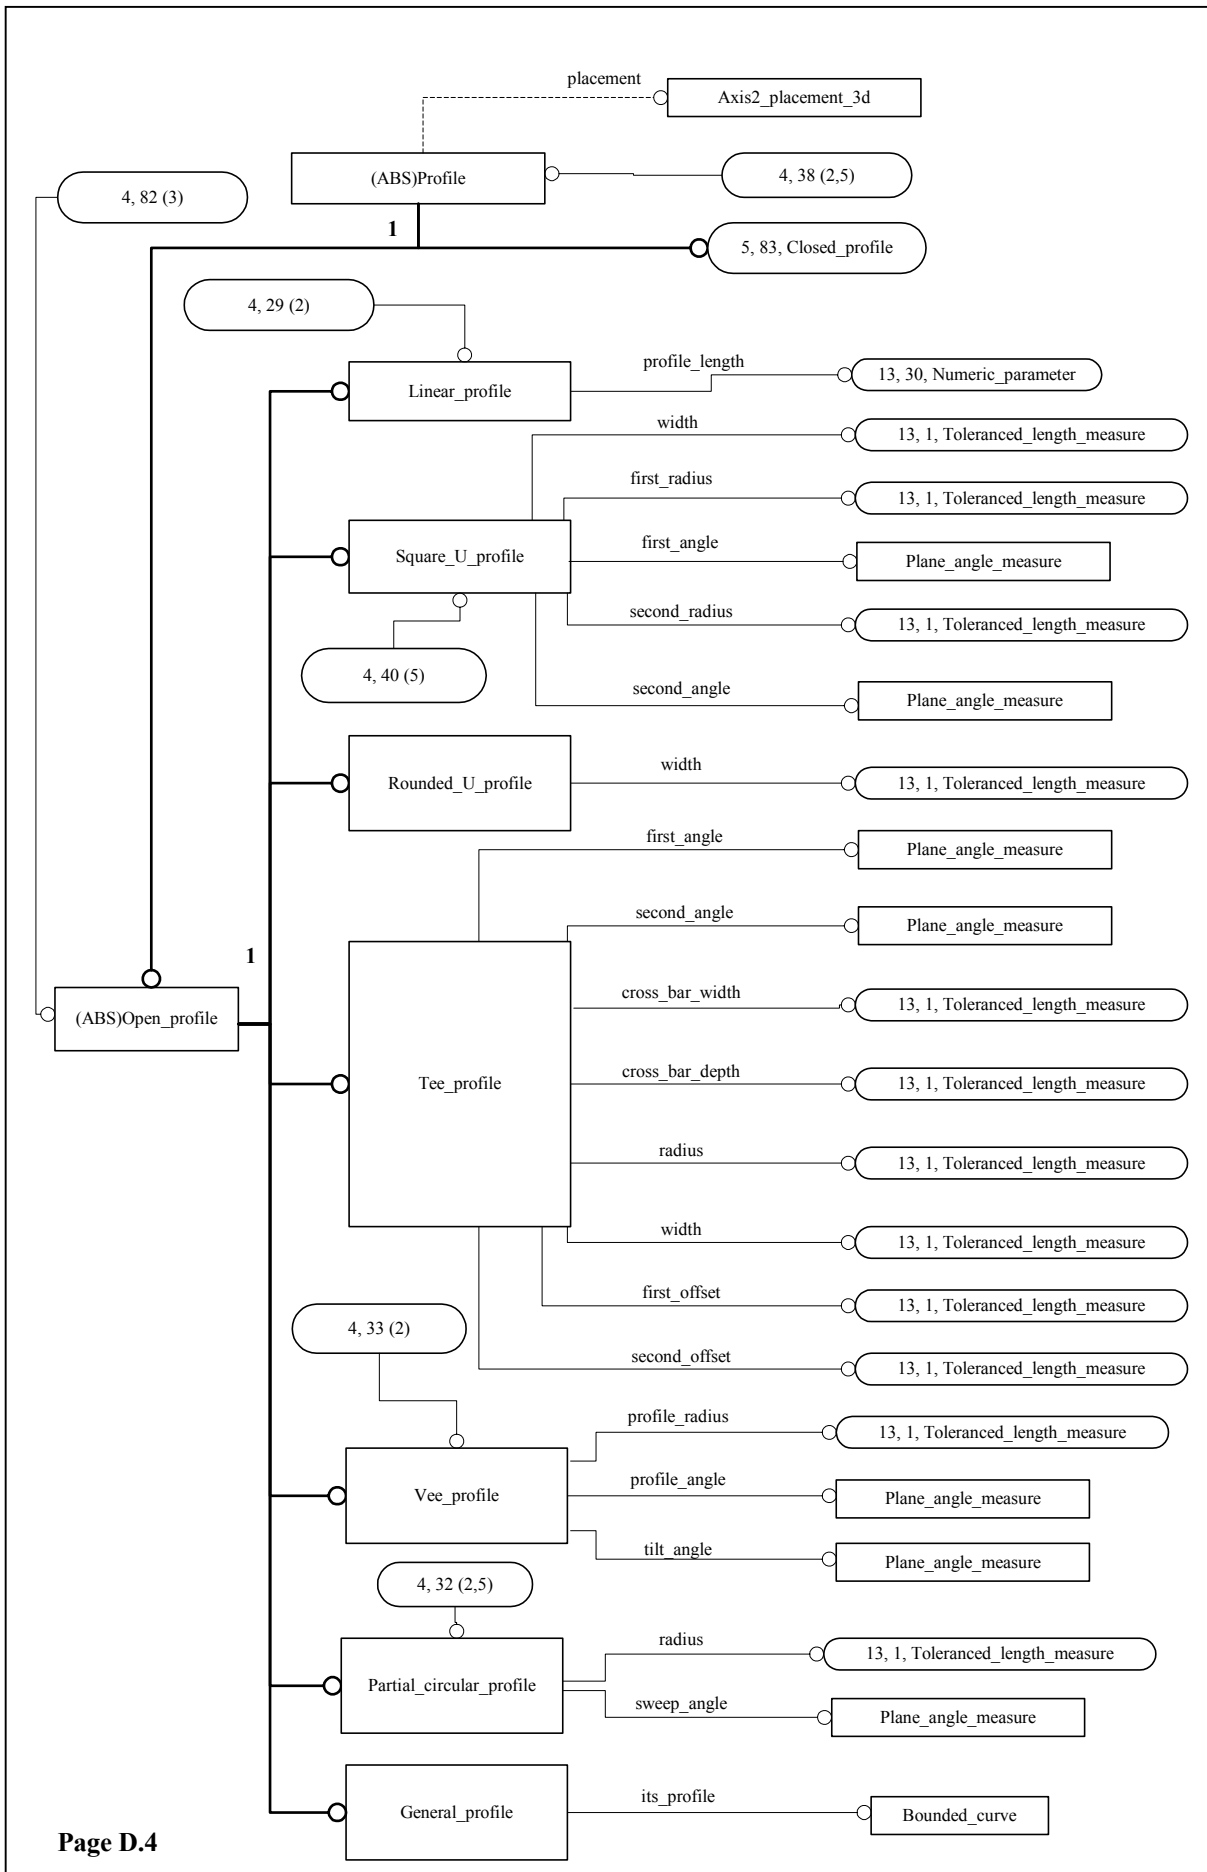 placement
Axis2_placement_3d
(ABS)Profile
4, 38 (2,5)
4, 82 (3)
1
5, 83, Closed_profile
4, 29 (2)
profile_length
Linear_profile
13, 30, Numeric_parameter
width
13, 1, Toleranced_length_measure
first_radius
13, 1, Toleranced_length_measure
Square_U_profile
first_angle
Plane_angle_measure
second_radius
13, 1, Toleranced_length_measure
4, 40 (5)
second_angle
Plane_angle_measure
Rounded_U_profile
width
13, 1, Toleranced_length_measure
first_angle
Plane_angle_measure
second_angle
Plane_angle_measure
1
(ABS)Open_profile
cross_bar_width
13, 1, Toleranced_length_measure
Tee_profile
cross_bar_depth
13, 1, Toleranced_length_measure
radius
13, 1, Toleranced_length_measure
width
13, 1, Toleranced_length_measure
first_offset
13, 1, Toleranced_length_measure
4, 33 (2)
second_offset
13, 1, Toleranced_length_measure
profile_radius
13, 1, Toleranced_length_measure
Vee_profile
profile_angle
Plane_angle_measure
tilt_angle
Plane_angle_measure
4, 32 (2,5)
radius
13, 1, Toleranced_length_measure
Partial_circular_profile
sweep_angle
Plane_angle_measure
General_profile
its_profile
Bounded_curve
Page D.4